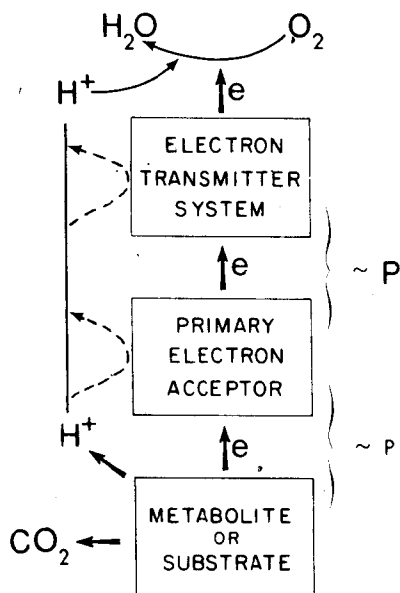 H₂O O₂
H⁺
e
ELECTRON
TRANSMITTER
SYSTEM
e
~ P
PRIMARY
ELECTRON
ACCEPTOR
H⁺
e
~ P
METABOLITE
OR
SUBSTRATE
CO₂